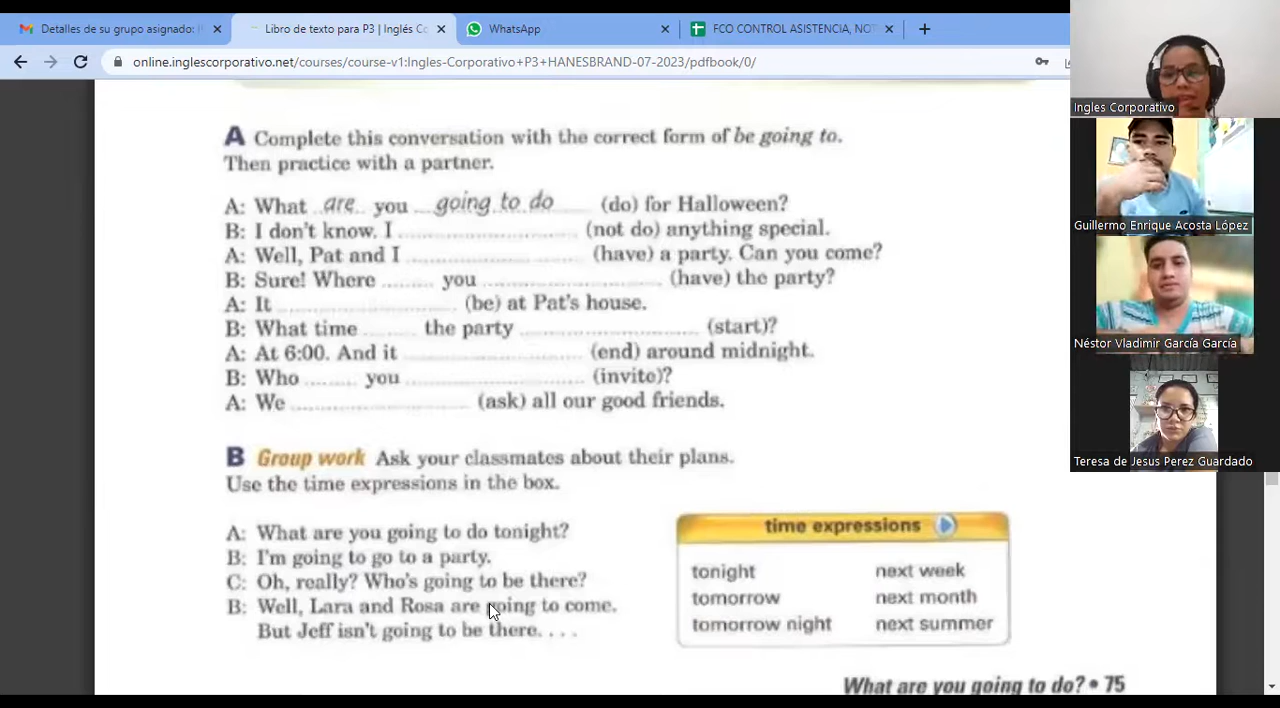 Detalles de su grupo asignado:
Libro de texto para P3 | Inglés Co
WhatsApp
FCO CONTROL ASISTENCIA, NOT
online.inglescorporativo.net/courses/course-v1:Ingles-Corporativo+P3+HANESBRAND-07-2023/pdfbook/0/
A Complete this conversation with the correct form of be going to.
Then practice with a partner.
A: What are you going to do (do) for Halloween?
B: I don't know. I .......... (not do) anything special.
A: Well, Pat and I .......... (have) a party. Can you come?
B: Sure! Where .......... you .......... (have) the party?
A: It .......... (be) at Pat's house.
B: What time .......... the party .......... (start)?
A: At 6:00. And it .......... (end) around midnight.
B: Who .......... you .......... (invite)?
A: We .......... (ask) all our good friends.
B Group work Ask your classmates about their plans.
Use the time expressions in the box.
A: What are you going to do tonight?
B: I'm going to go to a party.
C: Oh, really? Who's going to be there?
B: Well, Lara and Rosa are going to come.
But Jeff isn't going to be there. . . .
time expressions
tonight next week
tomorrow next month
tomorrow night next summer
What are you going to do? • 75
Ingles Corporativo
Guillermo Enrique Acosta López
Néstor Vladimir García García
Teresa de Jesus Perez Guardado